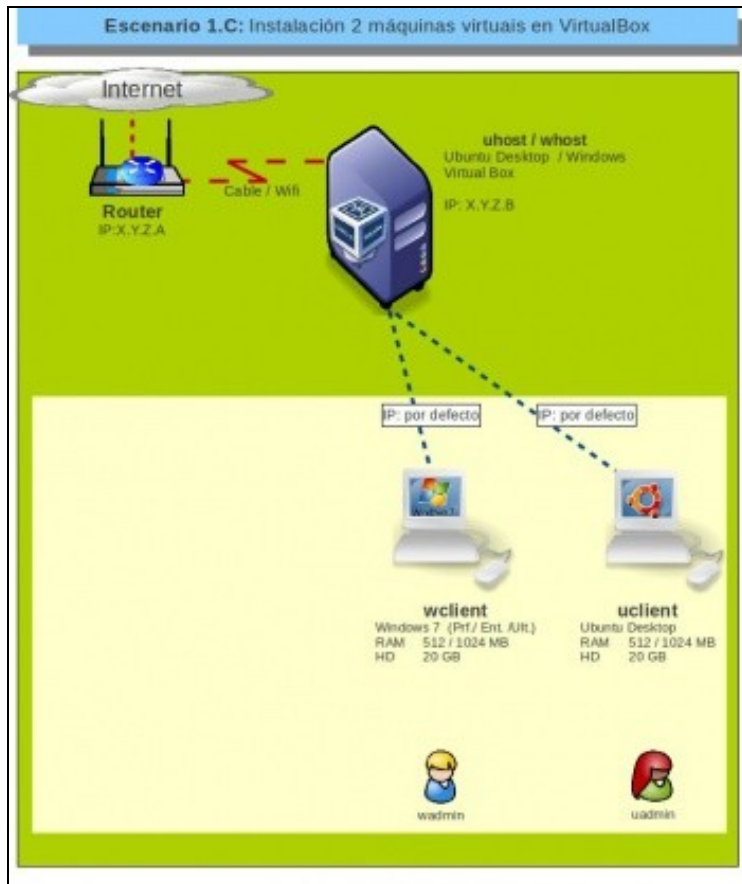 Escenario 1.C: Instalación 2 máquinas virtuais en VirtualBox
Internet
Router
IP:X.Y.Z.A
Cable / Wifi
uhost / whost
Ubuntu Desktop / Windows
Virtual Box
IP: X.Y.Z.B
IP: por defecto
IP: por defecto
Windows 7
wclient
Windows 7 (Prf./ Ent. /Ult.)
RAM 512 / 1024 MB
HD 20 GB
uclient
Ubuntu Desktop
RAM 512 / 1024 MB
HD 20 GB
wadmin
uadmin